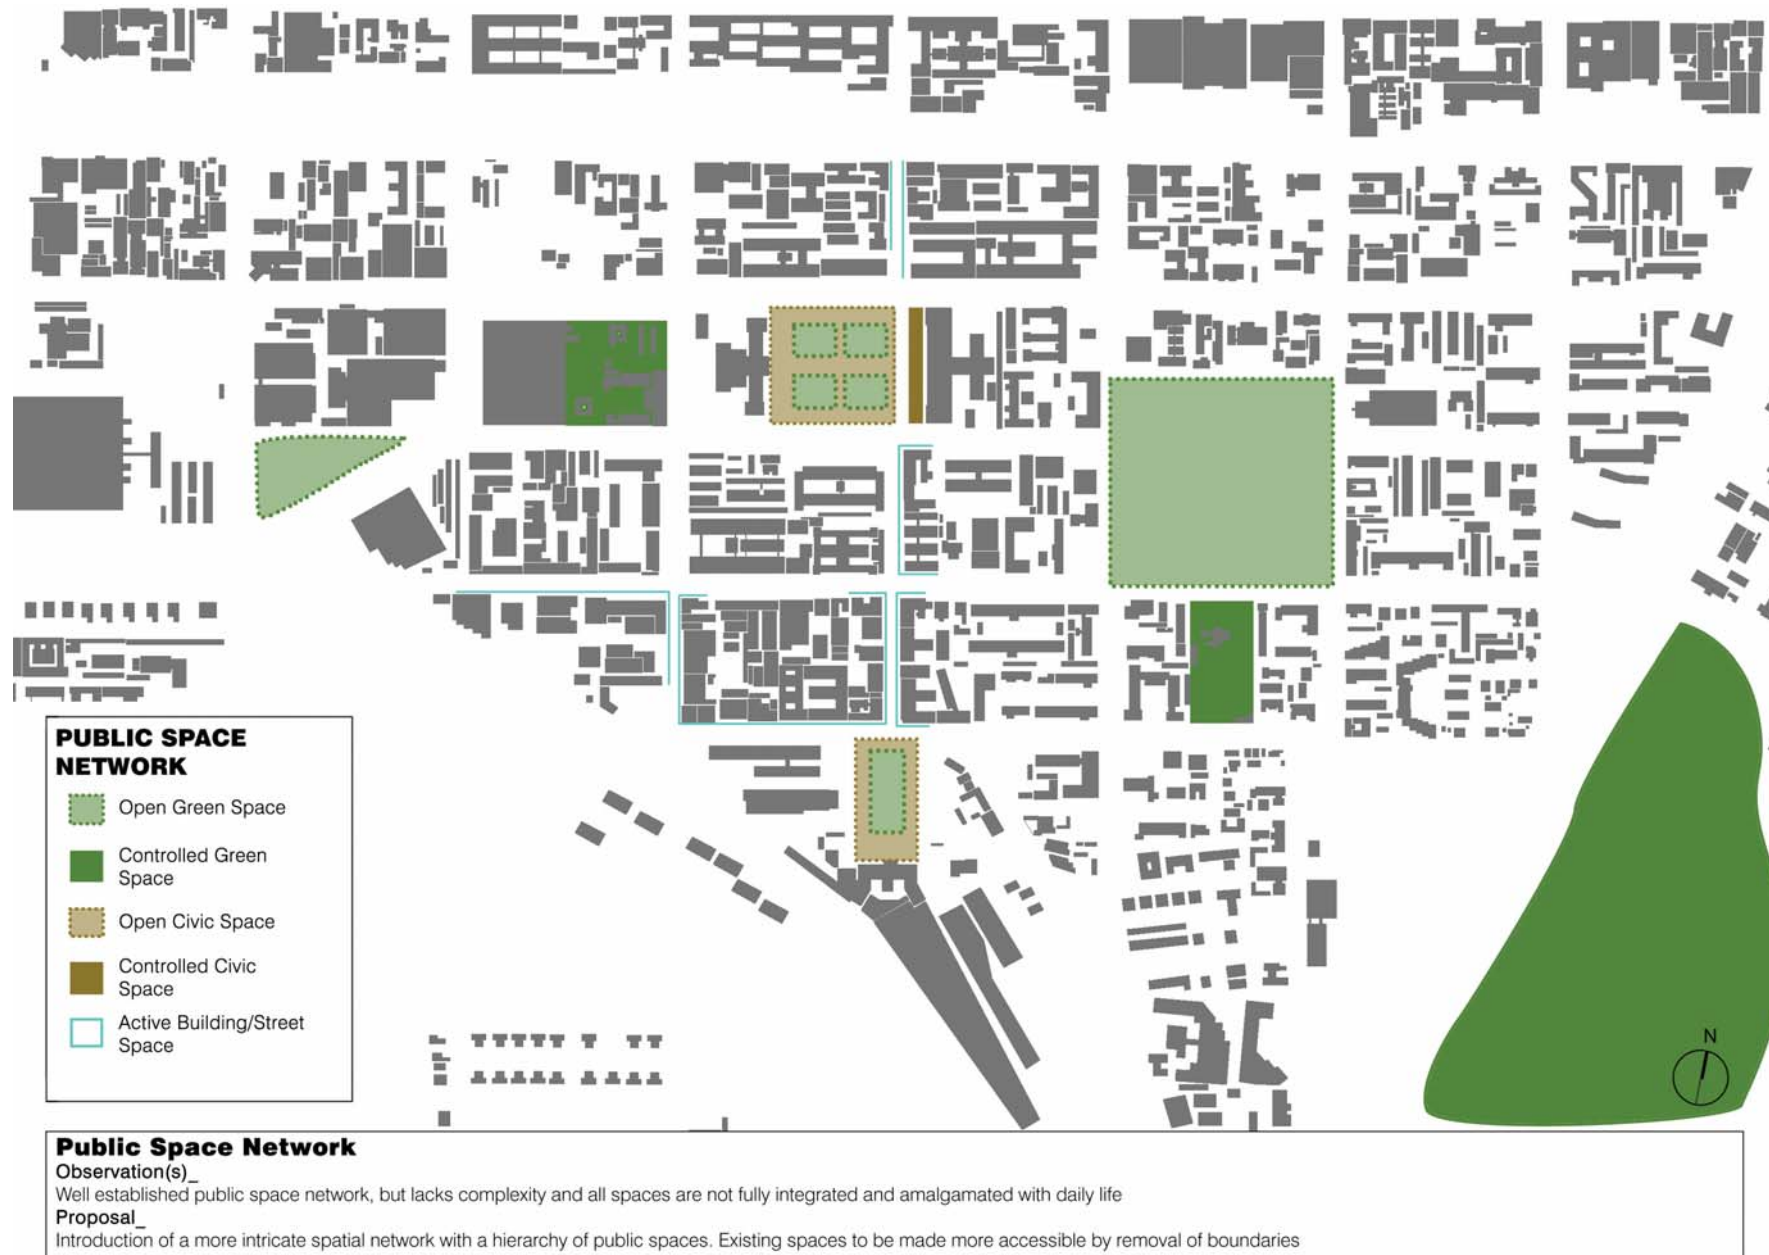 PUBLIC SPACE
NETWORK
Open Green Space
Controlled Green
Space
Open Civic Space
Controlled Civic
Space
Active Building/Street
Space
N
Public Space Network
Observation(s)_
Well established public space network, but lacks complexity and all spaces are not fully integrated and amalgamated with daily life
Proposal_
Introduction of a more intricate spatial network with a hierarchy of public spaces. Existing spaces to be made more accessible by removal of boundaries